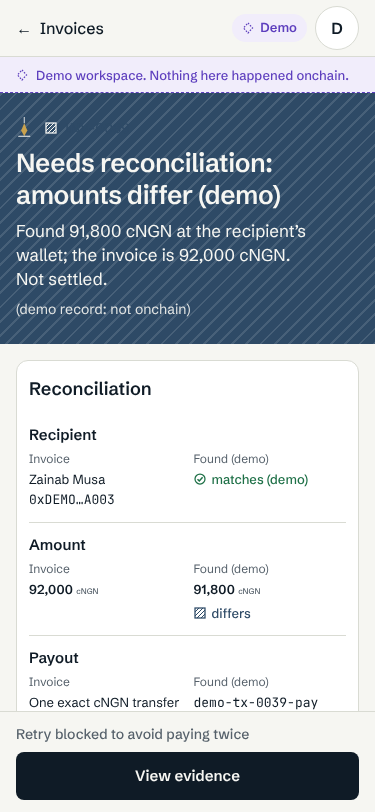 ← Invoices
Demo
D
Demo workspace. Nothing here happened onchain.
Needs reconciliation:
amounts differ (demo)
Found 91,800 cNGN at the recipient's
wallet; the invoice is 92,000 cNGN.
Not settled.
(demo record: not onchain)
Reconciliation
Recipient
Invoice
Found (demo)
Zainab Musa
matches (demo)
0xDEMO…A003
Amount
Invoice
Found (demo)
92,000 cNGN
91,800 cNGN
differs
Payout
Invoice
Found (demo)
One exact cNGN transfer
demo-tx-0039-pay
Retry blocked to avoid paying twice
View evidence